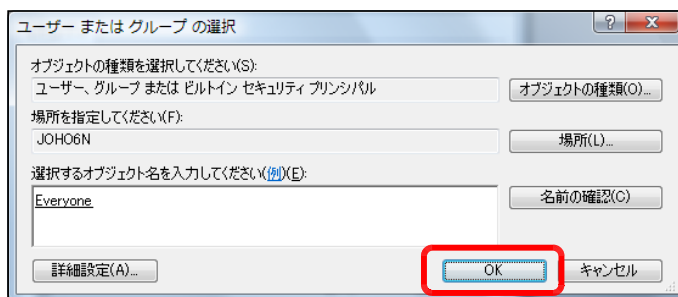 ユーザー または グループ の選択
オブジェクトの種類を選択してください(S):
ユーザー、グループ または ビルトイン セキュリティ プリンシパル
オブジェクトの種類(O)...
場所を指定してください(F):
JOHO6N
場所(L)...
選択するオブジェクト名を入力してください(例)(E):
Everyone
名前の確認(C)
詳細設定(A)...
OK
キャンセル